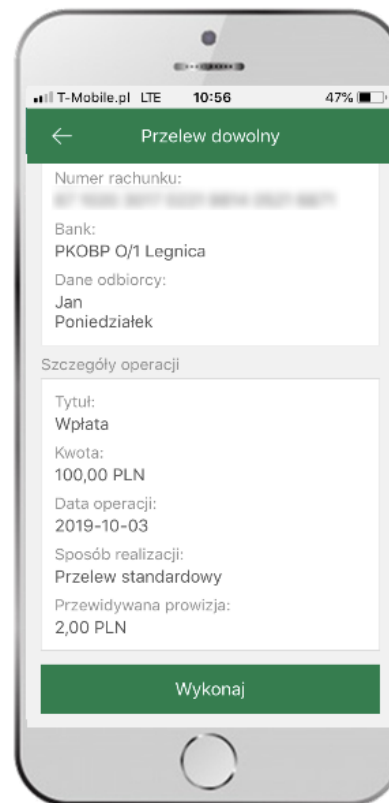 T-Mobile.pl LTE 10:56 47%
Przelew dowolny
Numer rachunku:
Bank:
PKOBP O/1 Legnica
Dane odbiorcy:
Jan
Poniedziałek
Szczegóły operacji
Tytuł:
Wpłata
Kwota:
100,00 PLN
Data operacji:
2019-10-03
Sposób realizacji:
Przelew standardowy
Przewidywana prowizja:
2,00 PLN
Wykonaj